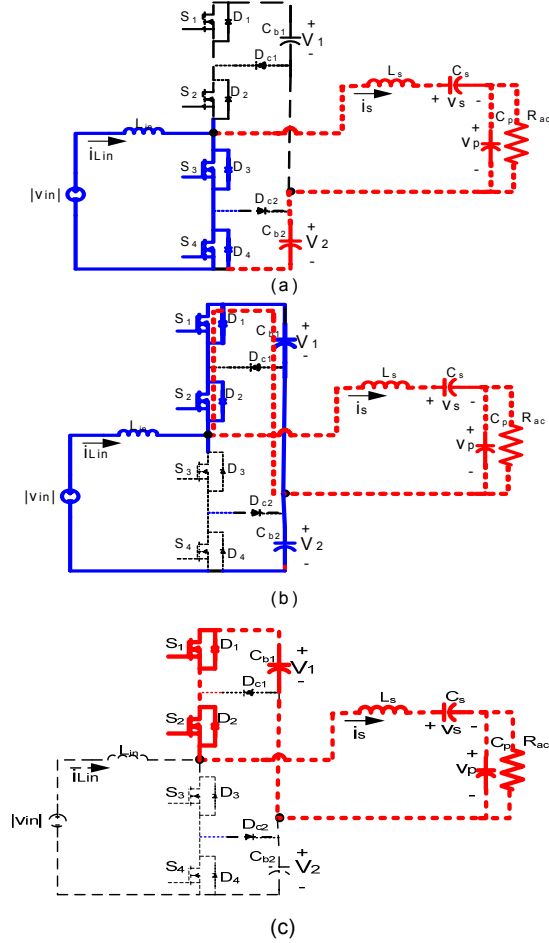 S1 D1 Cb1 + V1 -
Dc1
S2 D2 Ls Cs
is + vs - Cp Rac
Lin
iLin
S3 D3 + vp -
|vin| Dc2
Cb2 + V2 -
S4 D4
(a)
S1 D1 Cb1 + V1 -
Dc1
S2 D2 Ls Cs
is + vs - Cp Rac
Lin
iLin
S3 D3 + vp -
|vin| Dc2
Cb2 + V2 -
S4 D4
(b)
S1 D1 Cb1 + V1 -
Dc1
S2 D2 Ls Cs
is + vs - Cp Rac
Lin
iLin
S3 D3 + vp -
|vin| Dc2
Cb2 + V2 -
S4 D4
(c)